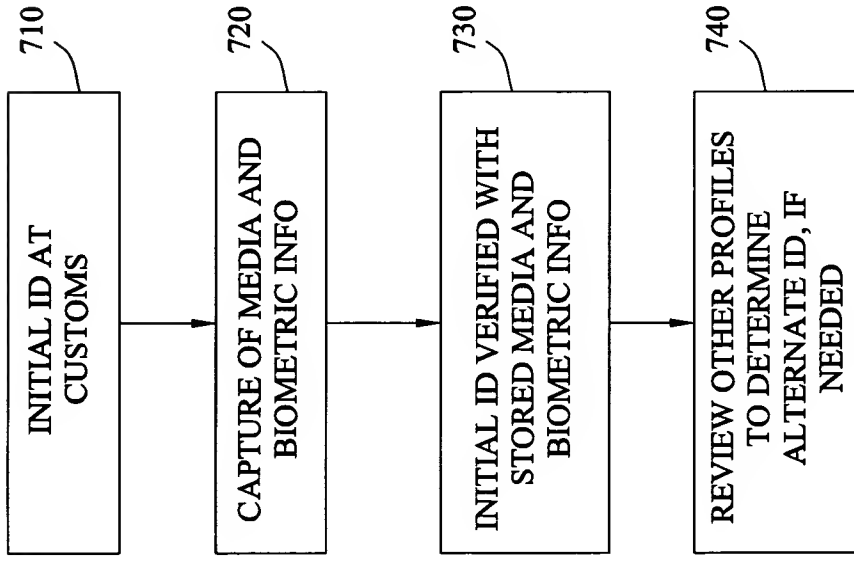 INITIAL ID AT
CUSTOMS
710
CAPTURE OF MEDIA AND
BIOMETRIC INFO
720
INITIAL ID VERIFIED WITH
STORED MEDIA AND
BIOMETRIC INFO
730
REVIEW OTHER PROFILES
TO DETERMINE
ALTERNATE ID, IF
NEEDED
740